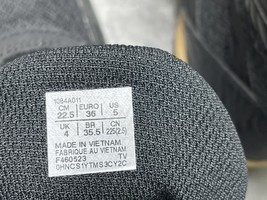 1084A011
CM EURO US
22.5 36 5
UK BR CN
4 35.5 225(2.5)
MADE IN VIETNAM
FABRIQUE AU VIETNAM
F460523 TV
0HNCS1YTMS3CY2C